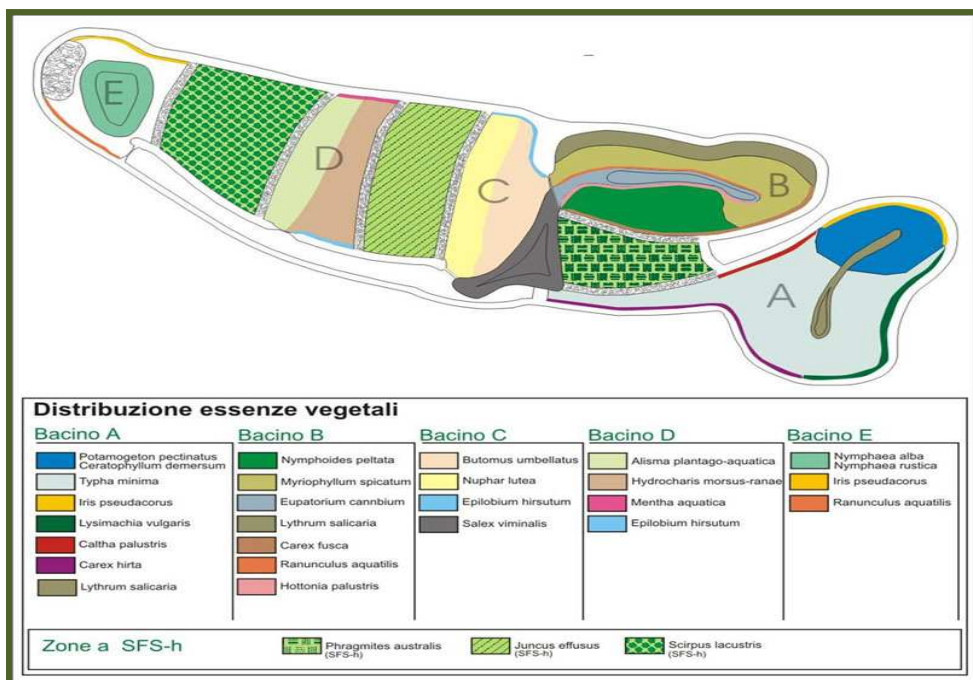 E
D
C
B
A
Distribuzione essenze vegetali
Bacino A
Potamogeton pectinatus
Ceratophyllum demersum
Typha minima
Iris pseudacorus
Lysimachia vulgaris
Caltha palustris
Carex hirta
Lythrum salicaria
Bacino B
Nymphoides peltata
Myriophyllum spicatum
Eupatorium cannbium
Lythrum salicaria
Carex fusca
Ranunculus aquatilis
Hottonia palustris
Bacino C
Butomus umbellatus
Nuphar lutea
Epilobium hirsutum
Salex viminalis
Bacino D
Alisma plantago-aquatica
Hydrocharis morsus-ranae
Mentha aquatica
Epilobium hirsutum
Bacino E
Nymphaea alba
Nymphaea rustica
Iris pseudacorus
Ranunculus aquatilis
Zone a SFS-h
Phragmites australis
(SFS-h)
Juncus effusus
(SFS-h)
Scirpus lacustris
(SFS-h)